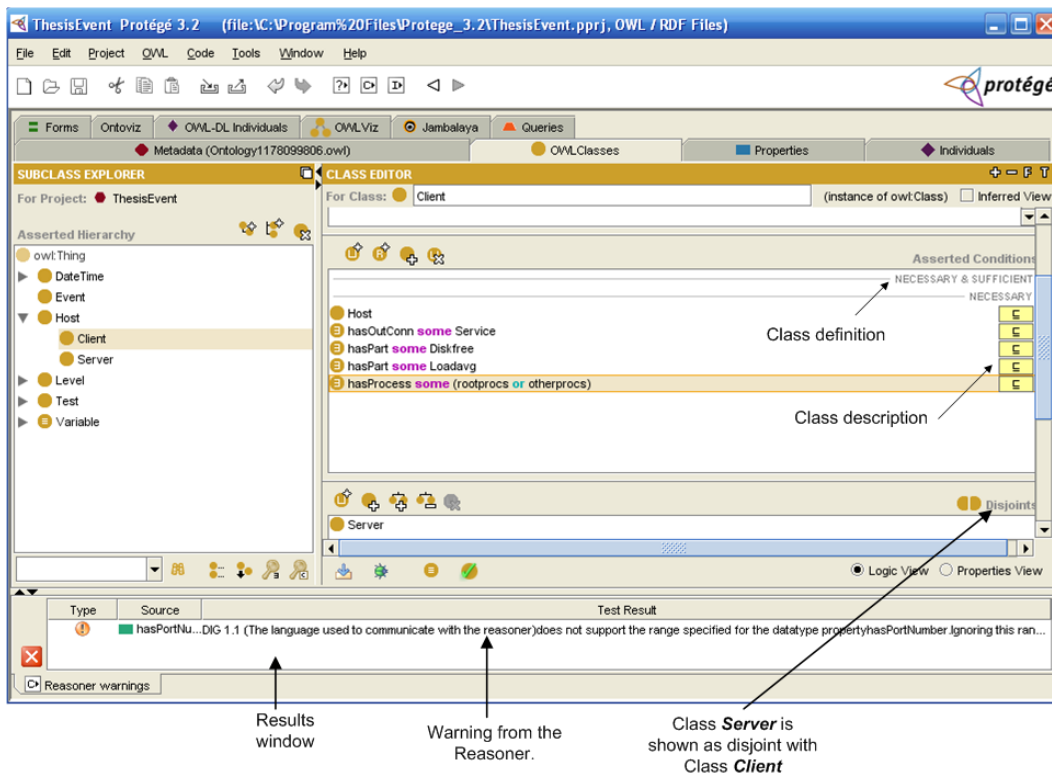 ThesisEvent Protégé 3.2 (file:\C:\Program%20Files\Protege_3.2\ThesisEvent.pprj, OWL / RDF Files)
File Edit Project OWL Code Tools Window Help
protégé
Forms Ontoviz OWL-DL Individuals OWLViz Jambalaya Queries
Metadata (Ontology1178099806.owl) OWLClasses Properties Individuals
SUBCLASS EXPLORER
For Project: ThesisEvent
Asserted Hierarchy
owl:Thing
DateTime
Event
Host
Client
Server
Level
Test
Variable
CLASS EDITOR
For Class: Client (instance of owl:Class) Inferred View
Asserted Conditions
NECESSARY & SUFFICIENT
NECESSARY
Host
hasOutConn some Service
hasPart some Diskfree
hasPart some Loadavg
hasProcess some (rootprocs or otherprocs)
Class definition
Class description
Disjoints
Server
Logic View Properties View
Type Source Test Result
hasPortNu... DIG 1.1 (The language used to communicate with the reasoner)does not support the range specified for the datatype propertyhasPortNumber.Ignoring this ran...
Reasoner warnings
Results
window
Warning from the
Reasoner.
Class Server is
shown as disjoint with
Class Client